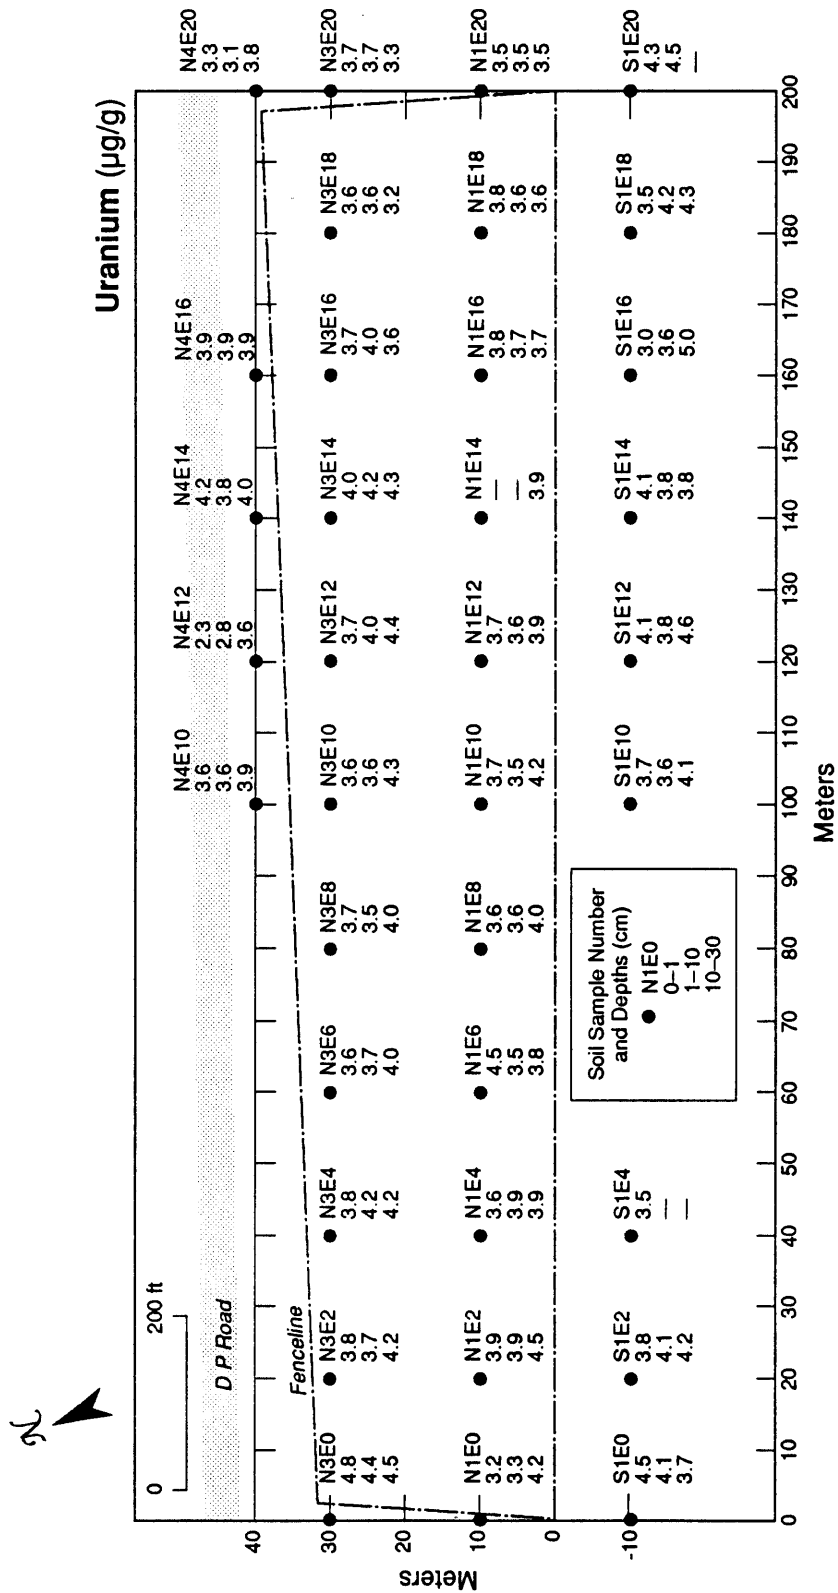 Uranium (µg/g)
N
0 200 ft
D P Road
Fenceline
N4E10
3.6
3.6
3.9
N4E12
2.3
2.8
3.6
N4E14
4.2
3.8
4.0
N4E16
3.9
3.9
3.9
N4E20
3.3
3.1
3.8
N3E0
4.8
4.4
4.5
N3E2
3.8
3.7
4.2
N3E4
3.8
4.2
4.2
N3E6
3.6
3.7
4.0
N3E8
3.7
3.5
4.0
N3E10
3.6
3.6
4.3
N3E12
3.7
4.0
4.4
N3E14
4.0
4.2
4.3
N3E16
3.7
4.0
3.6
N3E18
3.6
3.6
3.2
N3E20
3.7
3.7
3.3
N1E0
3.2
3.3
4.2
N1E2
3.9
3.9
4.5
N1E4
3.6
3.9
3.9
N1E6
4.5
3.5
3.8
N1E8
3.6
3.6
4.0
N1E10
3.7
3.5
4.2
N1E12
3.7
3.6
3.9
N1E14
—
—
3.9
N1E16
3.8
3.7
3.7
N1E18
3.8
3.6
3.6
N1E20
3.5
3.5
3.5
S1E0
4.5
4.1
3.7
S1E2
3.8
4.1
4.2
S1E4
3.5
—
—
S1E10
3.7
3.6
4.1
S1E12
4.1
3.8
4.6
S1E14
4.1
3.8
3.8
S1E16
3.0
3.6
5.0
S1E18
3.5
4.2
4.3
S1E20
4.3
4.5
—
Soil Sample Number
and Depths (cm)
N1E0
0–1
1–10
10–30
40
30
20
10
0
-10
Meters
0 10 20 30 40 50 60 70 80 90 100 110 120 130 140 150 160 170 180 190 200
Meters